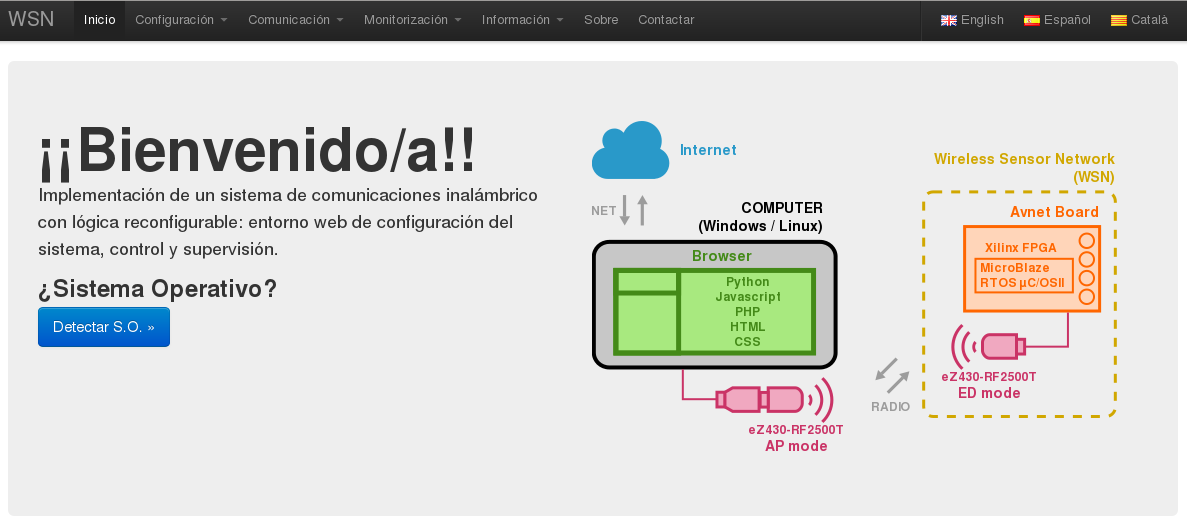 WSN Inicio Configuración Comunicación Monitorización Información Sobre Contactar English Español Català
¡¡Bienvenido/a!!
Implementación de un sistema de comunicaciones inalámbrico
con lógica reconfigurable: entorno web de configuración del
sistema, control y supervisión.
¿Sistema Operativo?
Detectar S.O. »
Internet
NET
COMPUTER
(Windows / Linux)
Browser
Python
Javascript
PHP
HTML
CSS
eZ430-RF2500T
AP mode
RADIO
Wireless Sensor Network
(WSN)
Avnet Board
Xilinx FPGA
MicroBlaze
RTOS µC/OSII
eZ430-RF2500T
ED mode